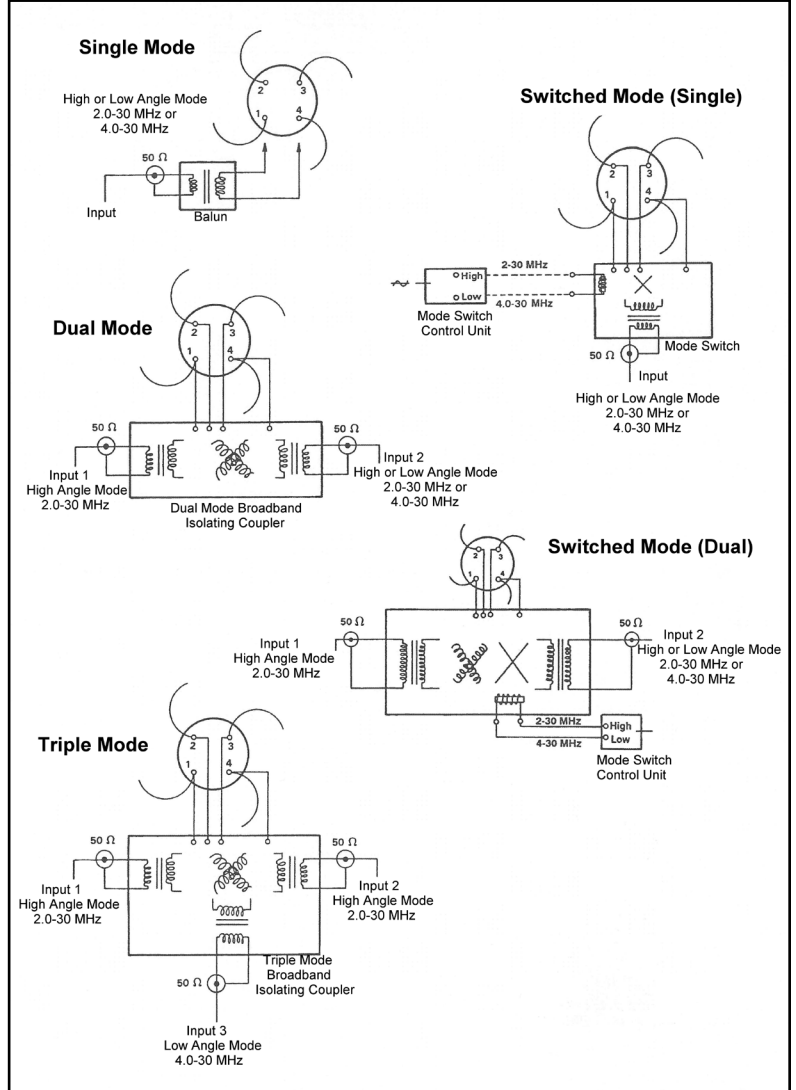 Single Mode
High or Low Angle Mode
2.0-30 MHz or
4.0-30 MHz
2
3
1
4
50 Ω
Input
Balun
Switched Mode (Single)
2
3
1
4
2-30 MHz
High
Low
4.0-30 MHz
Mode Switch
Control Unit
Mode Switch
50 Ω
Input
High or Low Angle Mode
2.0-30 MHz or
4.0-30 MHz
Dual Mode
2
3
1
4
50 Ω
50 Ω
Input 1
High Angle Mode
2.0-30 MHz
Input 2
High or Low Angle Mode
2.0-30 MHz or
4.0-30 MHz
Dual Mode Broadband
Isolating Coupler
Switched Mode (Dual)
2
3
1
4
50 Ω
50 Ω
Input 1
High Angle Mode
2.0-30 MHz
Input 2
High or Low Angle Mode
2.0-30 MHz or
4.0-30 MHz
2-30 MHz
High
Low
4-30 MHz
Mode Switch
Control Unit
Triple Mode
2
3
1
4
50 Ω
50 Ω
Input 1
High Angle Mode
2.0-30 MHz
Input 2
High Angle Mode
2.0-30 MHz
Triple Mode
Broadband
Isolating Coupler
50 Ω
Input 3
Low Angle Mode
4.0-30 MHz